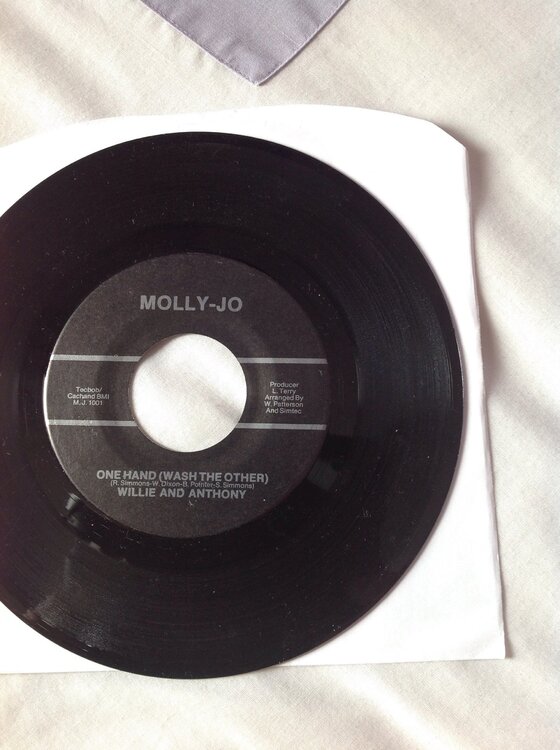 MOLLY-JO
Tecbob/
Cachand BMI
M.J. 1001
Producer
L. Terry
Arranged By
W. Patterson
And Simtec
ONE HAND (WASH THE OTHER)
(R. Simmons-W. Dixon-B. Pointer-S. Simmons)
WILLIE AND ANTHONY